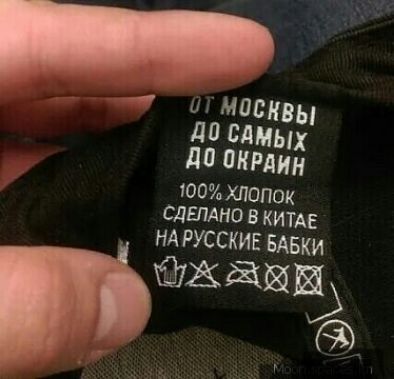 ОТ МОСКВЫ
ДО САМЫХ
ДО ОКРАИН
100% ХЛОПОК
СДЕЛАНО В КИТАЕ
НА РУССКИЕ БАБКИ